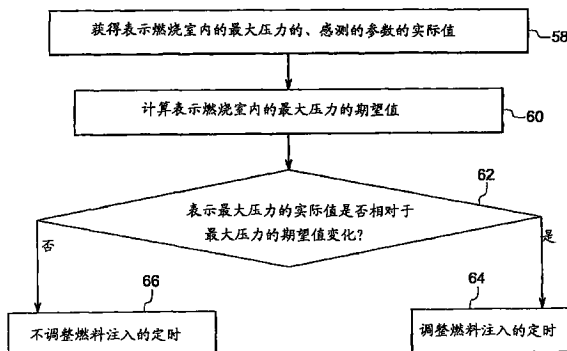 获得表示燃烧室内的最大压力的、感测的参数的实际值
58
计算表示燃烧室内的最大压力的期望值
60
62
表示最大压力的实际值是否相对于
最大压力的期望值变化?
否
是
66
64
不调整燃料注入的定时
调整燃料注入的定时